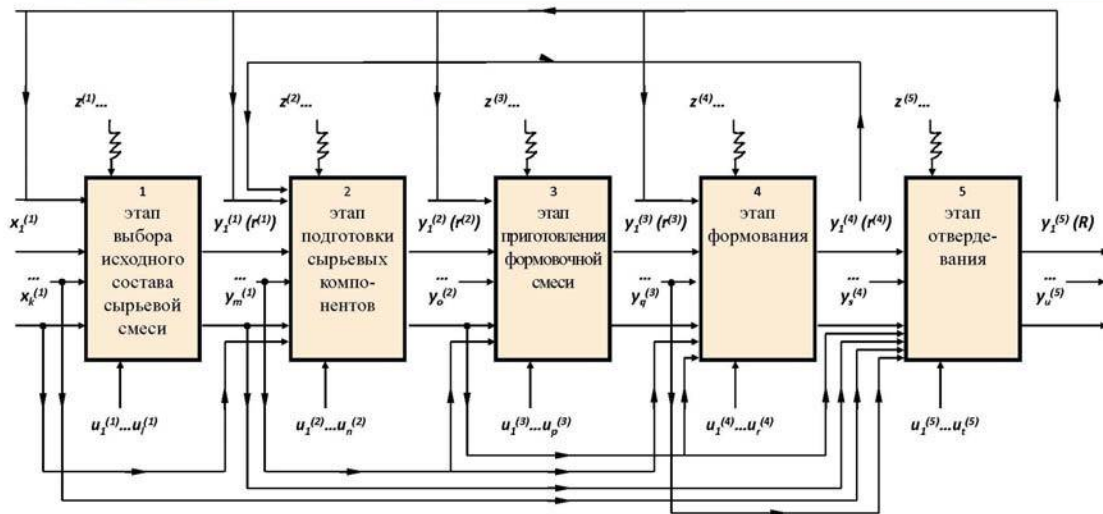 z⁽¹⁾...
z⁽²⁾...
z⁽³⁾...
z⁽⁴⁾...
z⁽⁵⁾...
x₁⁽¹⁾
...
xₖ⁽¹⁾
1
этап
выбора
исходного
состава
сырьевой
смеси
y₁⁽¹⁾ (r⁽¹⁾)
...
yₘ⁽¹⁾
2
этап
подготовки
сырьевых
компо-
нентов
y₁⁽²⁾ (r⁽²⁾)
...
yₒ⁽²⁾
3
этап
приготовления
формовочной
смеси
y₁⁽³⁾ (r⁽³⁾)
...
y_q⁽³⁾
4
этап
формования
y₁⁽⁴⁾ (r⁽⁴⁾)
...
yₛ⁽⁴⁾
5
этап
отверде-
вания
y₁⁽⁵⁾ (R)
...
yᵤ⁽⁵⁾
u₁⁽¹⁾...uₗ⁽¹⁾
u₁⁽²⁾...uₙ⁽²⁾
u₁⁽³⁾...uₚ⁽³⁾
u₁⁽⁴⁾...uᵣ⁽⁴⁾
u₁⁽⁵⁾...uₜ⁽⁵⁾